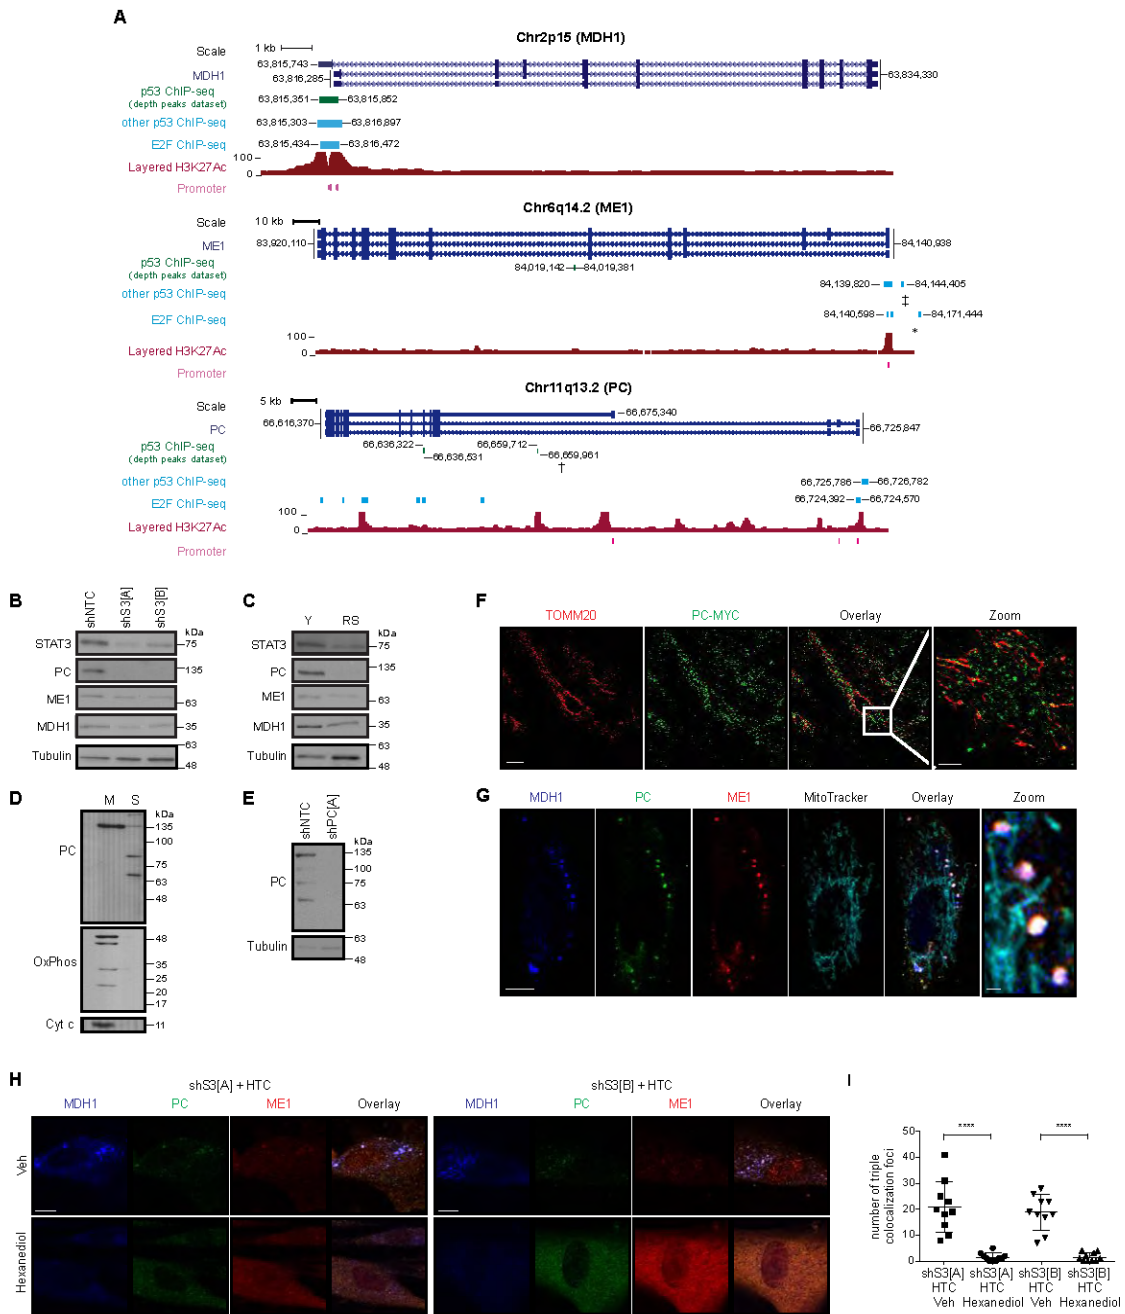 A
Chr2p15 (MDH1)
Scale
1 kb
63,815,743
MDH1
63,816,285
63,834,330
p53 ChIP-seq
(depth peaks dataset)
63,815,351
63,815,852
other p53 ChIP-seq
63,815,303
63,816,897
E2F ChIP-seq
63,815,434
63,816,472
Layered H3K27Ac
100
0
Promoter
Chr6q14.2 (ME1)
Scale
10 kb
ME1
83,920,110
84,140,938
p53 ChIP-seq
(depth peaks dataset)
84,019,142
84,019,381
other p53 ChIP-seq
84,139,820
84,144,405
‡
E2F ChIP-seq
84,140,598
84,171,444
*
Layered H3K27Ac
100
0
Promoter
Chr11q13.2 (PC)
Scale
5 kb
66,675,340
PC
66,616,370
66,725,847
p53 ChIP-seq
(depth peaks dataset)
66,636,322
66,636,531
66,659,712
66,659,961
†
other p53 ChIP-seq
66,725,786
66,726,782
E2F ChIP-seq
66,724,392
66,724,570
Layered H3K27Ac
100
0
Promoter
B
shNTC
shS3[A]
shS3[B]
kDa
STAT3
75
PC
135
ME1
63
MDH1
35
63
Tubulin
48
C
Y RS
kDa
STAT3
75
PC
135
ME1
63
MDH1
35
63
Tubulin
48
D
M S
kDa
PC
135
100
75
63
48
OxPhos
48
35
25
20
17
Cyt c
11
E
shNTC
shPC[A]
kDa
PC
135
100
75
63
48
Tubulin
63
48
F
TOMM20
PC-MYC
Overlay
Zoom
G
MDH1
PC
ME1
MitoTracker
Overlay
Zoom
H
shS3[A] + HTC
shS3[B] + HTC
MDH1
PC
ME1
Overlay
MDH1
PC
ME1
Overlay
Veh
Hexanediol
I
number of triple
colocalization foci
50
40
30
20
10
0
****
****
shS3[A] shS3[A] shS3[B] shS3[B]
HTC HTC HTC HTC
Veh Hexanediol Veh Hexanediol